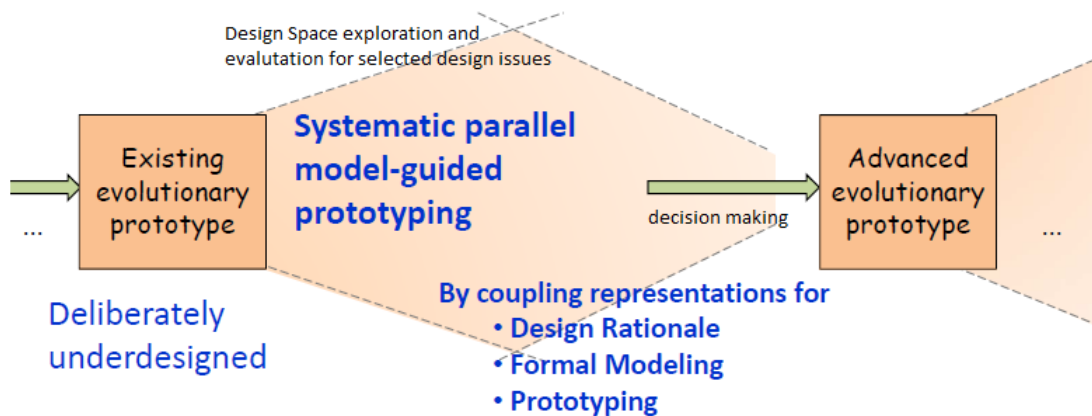 Design Space exploration and
evalutation for selected design issues
Systematic parallel
model-guided
prototyping
Existing
evolutionary
prototype
...
Deliberately
underdesigned
decision making
Advanced
evolutionary
prototype
...
By coupling representations for
• Design Rationale
• Formal Modeling
• Prototyping